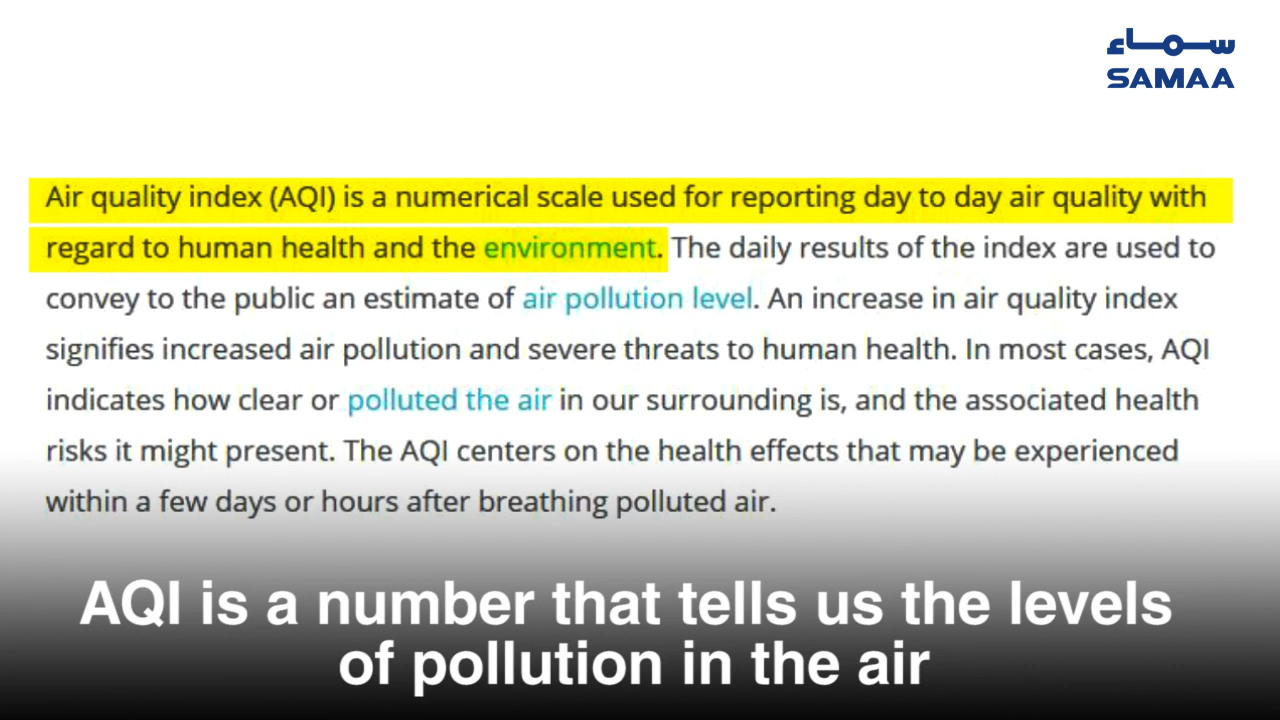 سماء
SAMAA
Air quality index (AQI) is a numerical scale used for reporting day to day air quality with
regard to human health and the environment. The daily results of the index are used to
convey to the public an estimate of air pollution level. An increase in air quality index
signifies increased air pollution and severe threats to human health. In most cases, AQI
indicates how clear or polluted the air in our surrounding is, and the associated health
risks it might present. The AQI centers on the health effects that may be experienced
within a few days or hours after breathing polluted air.
AQI is a number that tells us the levels
of pollution in the air